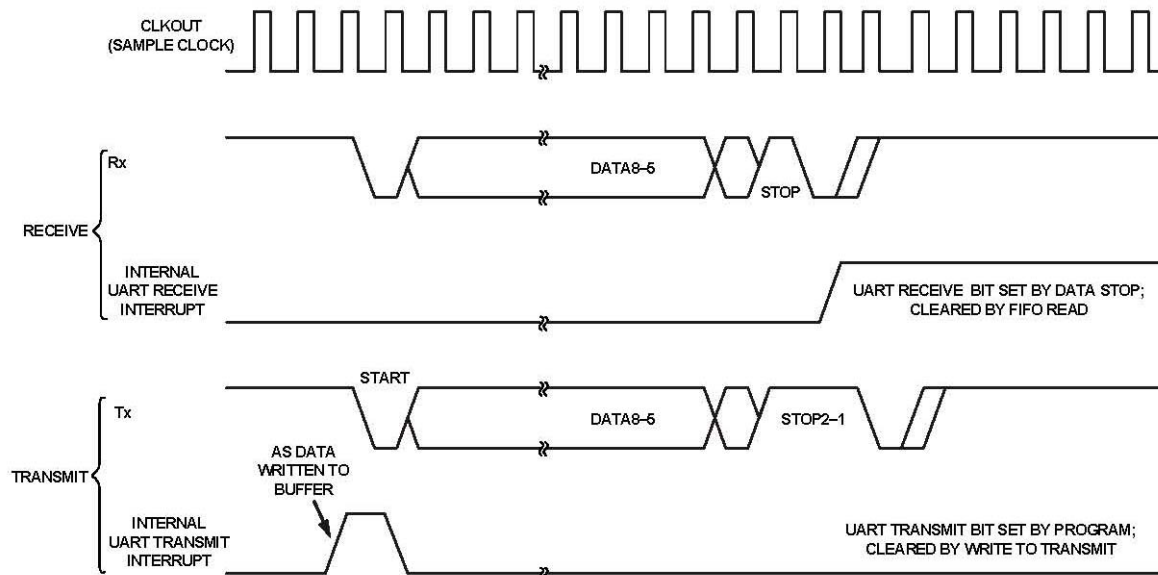 CLKOUT
(SAMPLE CLOCK)
Rx
DATA8–5
STOP
RECEIVE
INTERNAL
UART RECEIVE
INTERRUPT
UART RECEIVE BIT SET BY DATA STOP;
CLEARED BY FIFO READ
START
Tx
DATA8–5
STOP2–1
AS DATA
WRITTEN TO
BUFFER
TRANSMIT
INTERNAL
UART TRANSMIT
INTERRUPT
UART TRANSMIT BIT SET BY PROGRAM;
CLEARED BY WRITE TO TRANSMIT